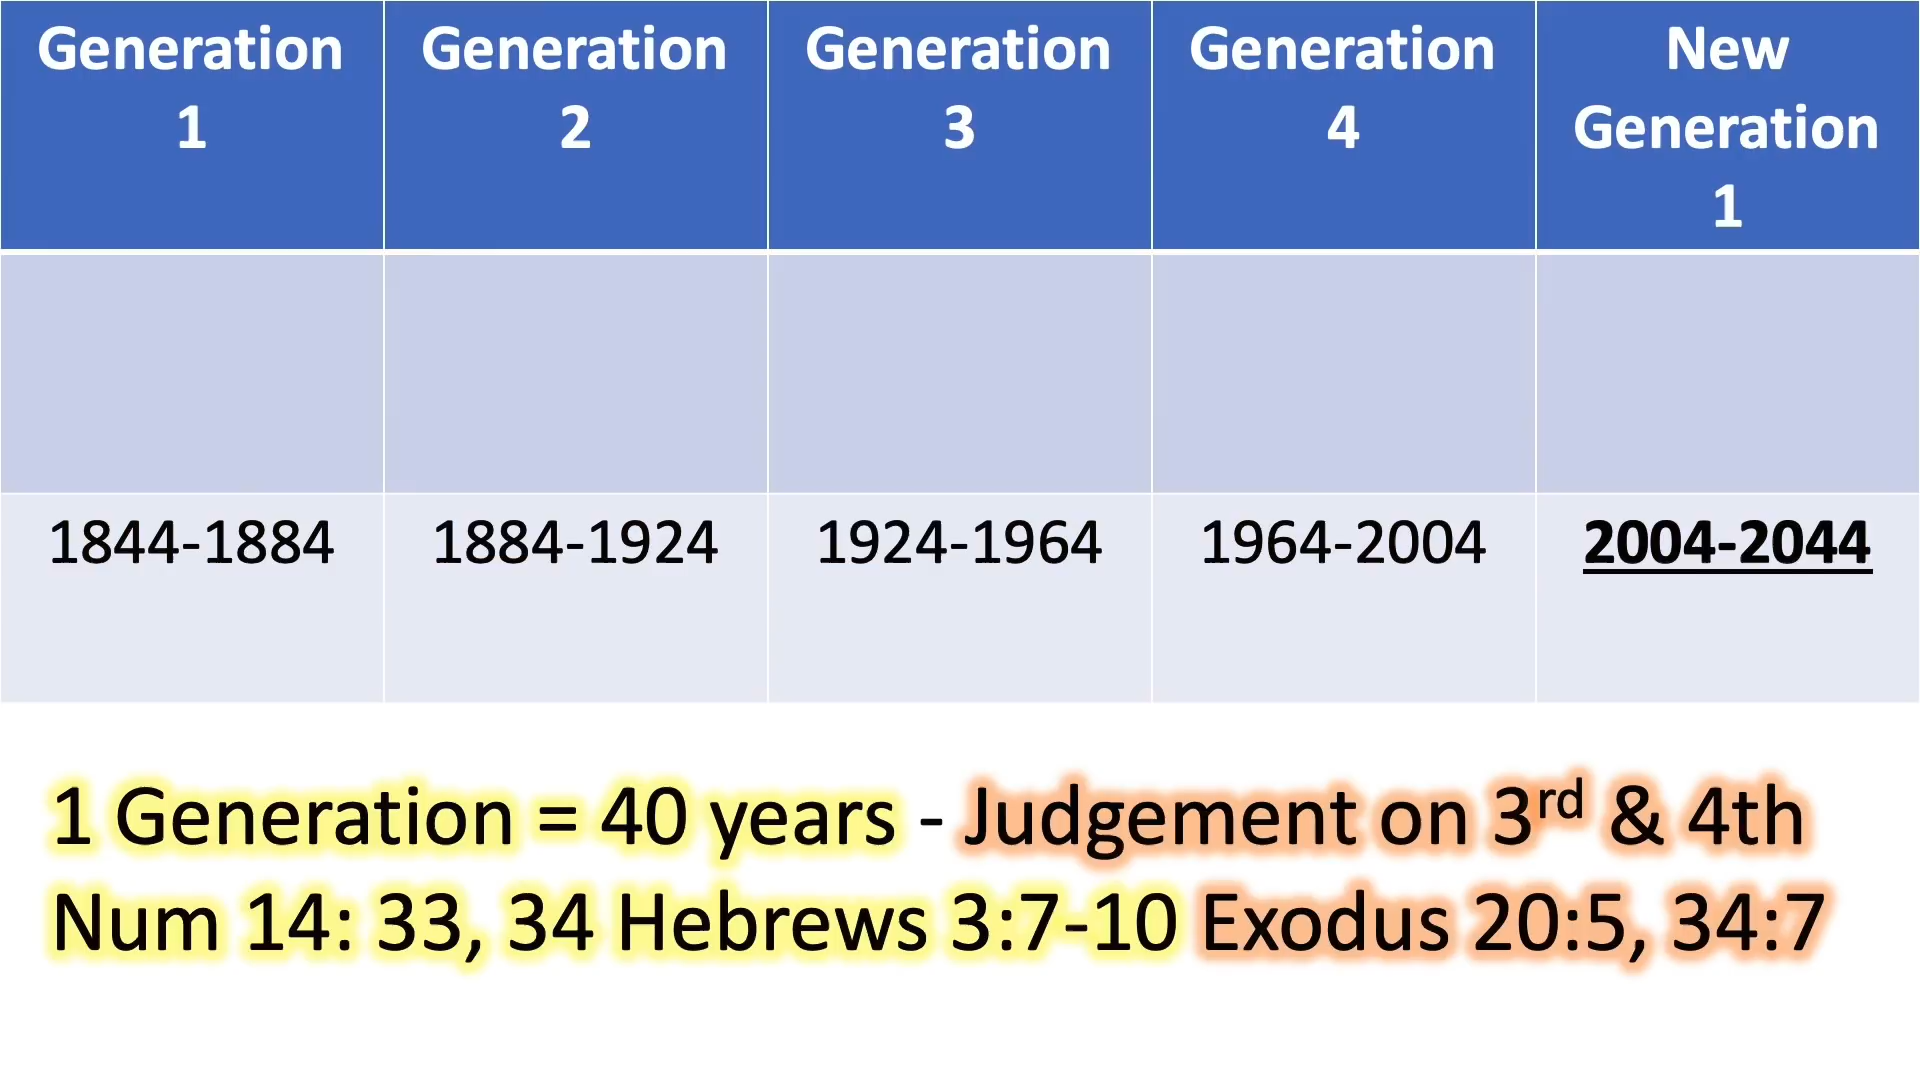 Generation
1
Generation
2
Generation
3
Generation
4
New
Generation
1
1844-1884
1884-1924
1924-1964
1964-2004
2004-2044
1 Generation = 40 years - Judgement on 3rd & 4th
Num 14: 33, 34 Hebrews 3:7-10 Exodus 20:5, 34:7